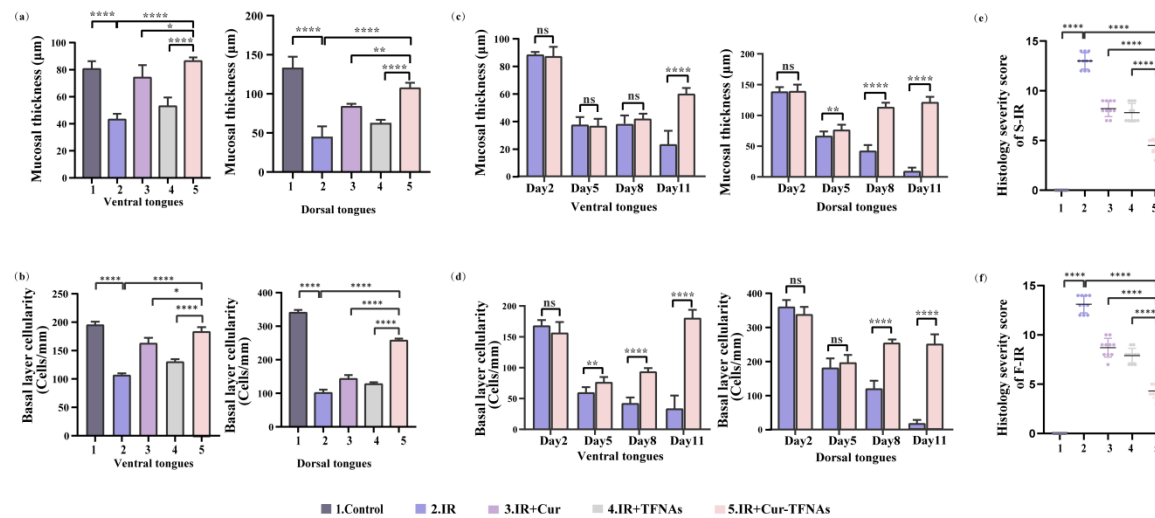 (a)
Mucosal thickness (μm)
100
80
60
40
20
0
****
****
*
****
1 2 3 4 5
Ventral tongues
Mucosal thickness (μm)
200
150
100
50
0
****
****
**
****
1 2 3 4 5
Dorsal tongues
(c)
Mucosal thickness (μm)
100
80
60
40
20
0
ns
ns
ns
****
Day2 Day5 Day8 Day11
Ventral tongues
Mucosal thickness (μm)
200
150
100
50
0
ns
**
****
****
Day2 Day5 Day8 Day11
Dorsal tongues
(e)
Histology severity score
of S-IR
15
10
5
0
****
****
****
****
1 2 3 4 5
(b)
Basal layer cellularity
(Cells/mm)
250
200
150
100
50
0
****
****
*
****
1 2 3 4 5
Ventral tongues
Basal layer cellularity
(Cells/mm)
400
300
200
100
0
****
****
****
****
1 2 3 4 5
Dorsal tongues
(d)
Basal layer cellularity
(Cells/mm)
200
150
100
50
0
ns
**
****
****
Day2 Day5 Day8 Day11
Ventral tongues
Basal layer cellularity
(Cells/mm)
400
300
200
100
0
ns
ns
****
****
Day2 Day5 Day8 Day11
Dorsal tongues
(f)
Histology severity score
of F-IR
15
10
5
0
****
****
****
****
1 2 3 4 5
1.Control 2.IR 3.IR+Cur 4.IR+TFNAs 5.IR+Cur-TFNAs